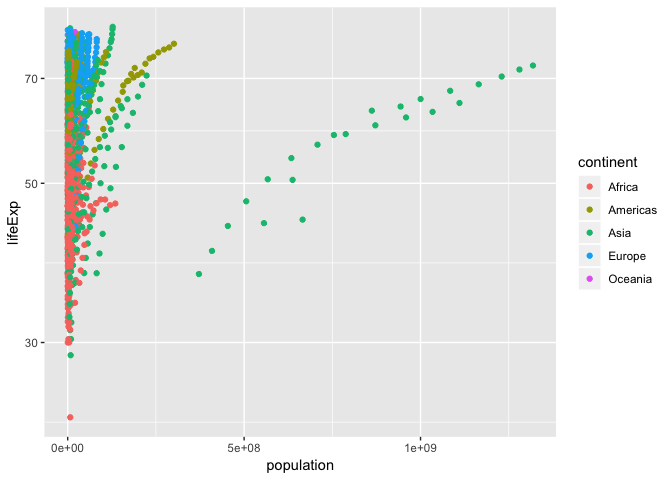 70
50
30
lifeExp
0e+00 5e+08 1e+09
population
continent
Africa
Americas
Asia
Europe
Oceania